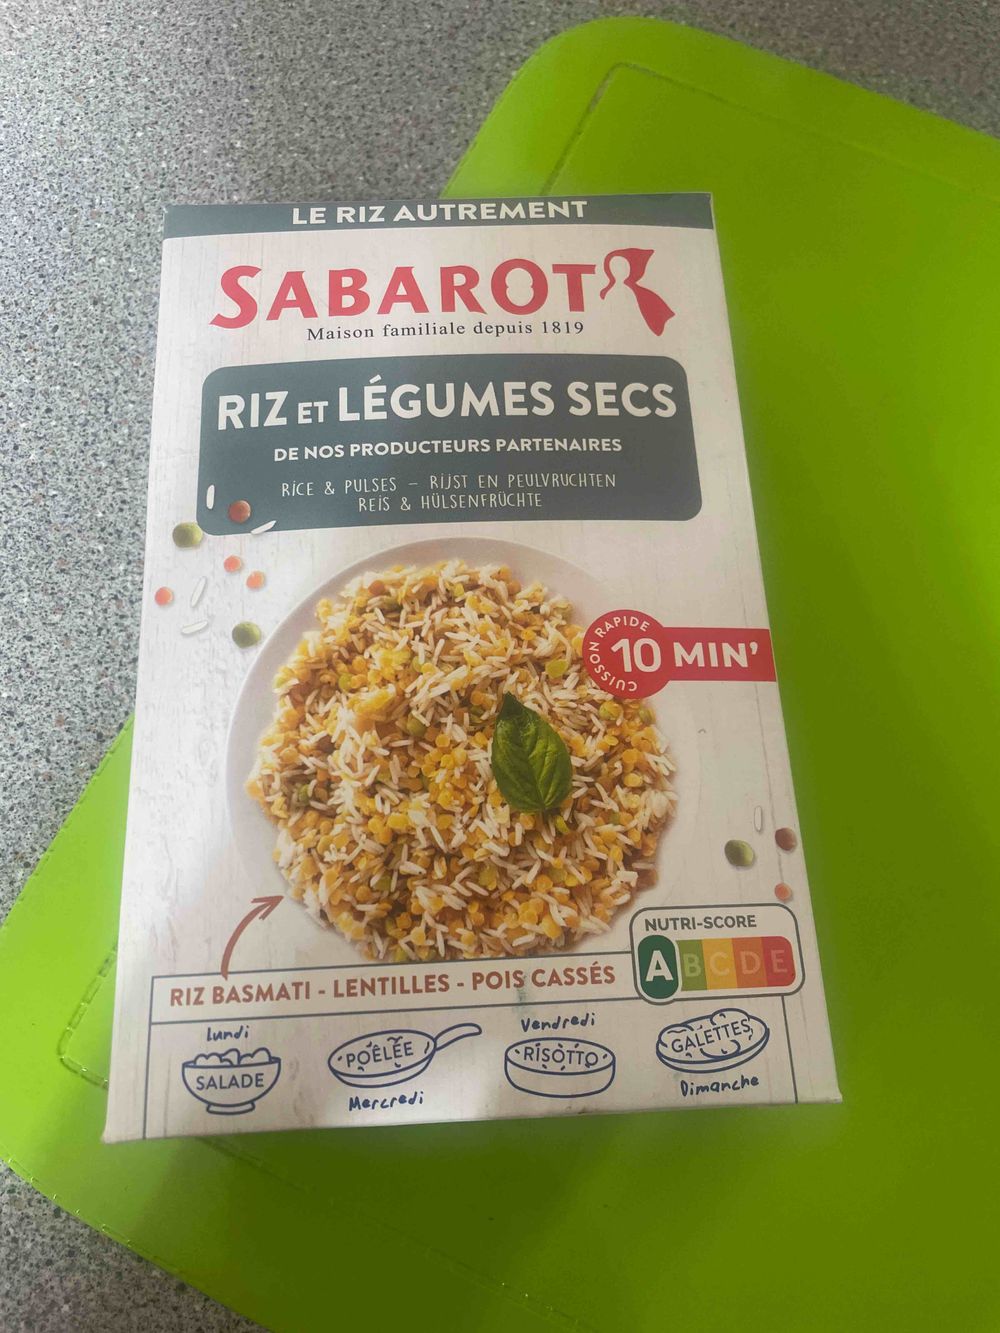 LE RIZ AUTREMENT
SABAROT
Maison familiale depuis 1819
RIZ ET LÉGUMES SECS
DE NOS PRODUCTEURS PARTENAIRES
RICE & PULSES – RIJST EN PEULVRUCHTEN
REIS & HÜLSENFRÜCHTE
CUISSON RAPIDE
10 MIN'
NUTRI-SCORE
A B C D E
RIZ BASMATI - LENTILLES - POIS CASSÉS
Lundi
SALADE
POÊLÉE
Mercredi
Vendredi
RISOTTO
GALETTES
Dimanche